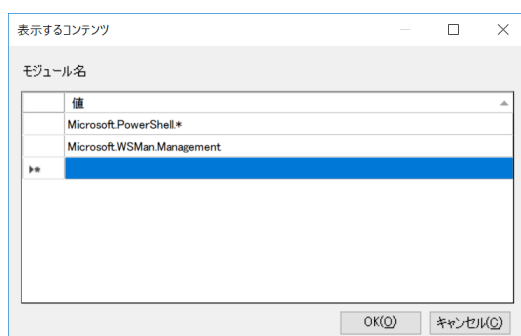 表示するコンテンツ
モジュール名
値
Microsoft.PowerShell.*
Microsoft.WSMan.Management
OK(O)
キャンセル(C)